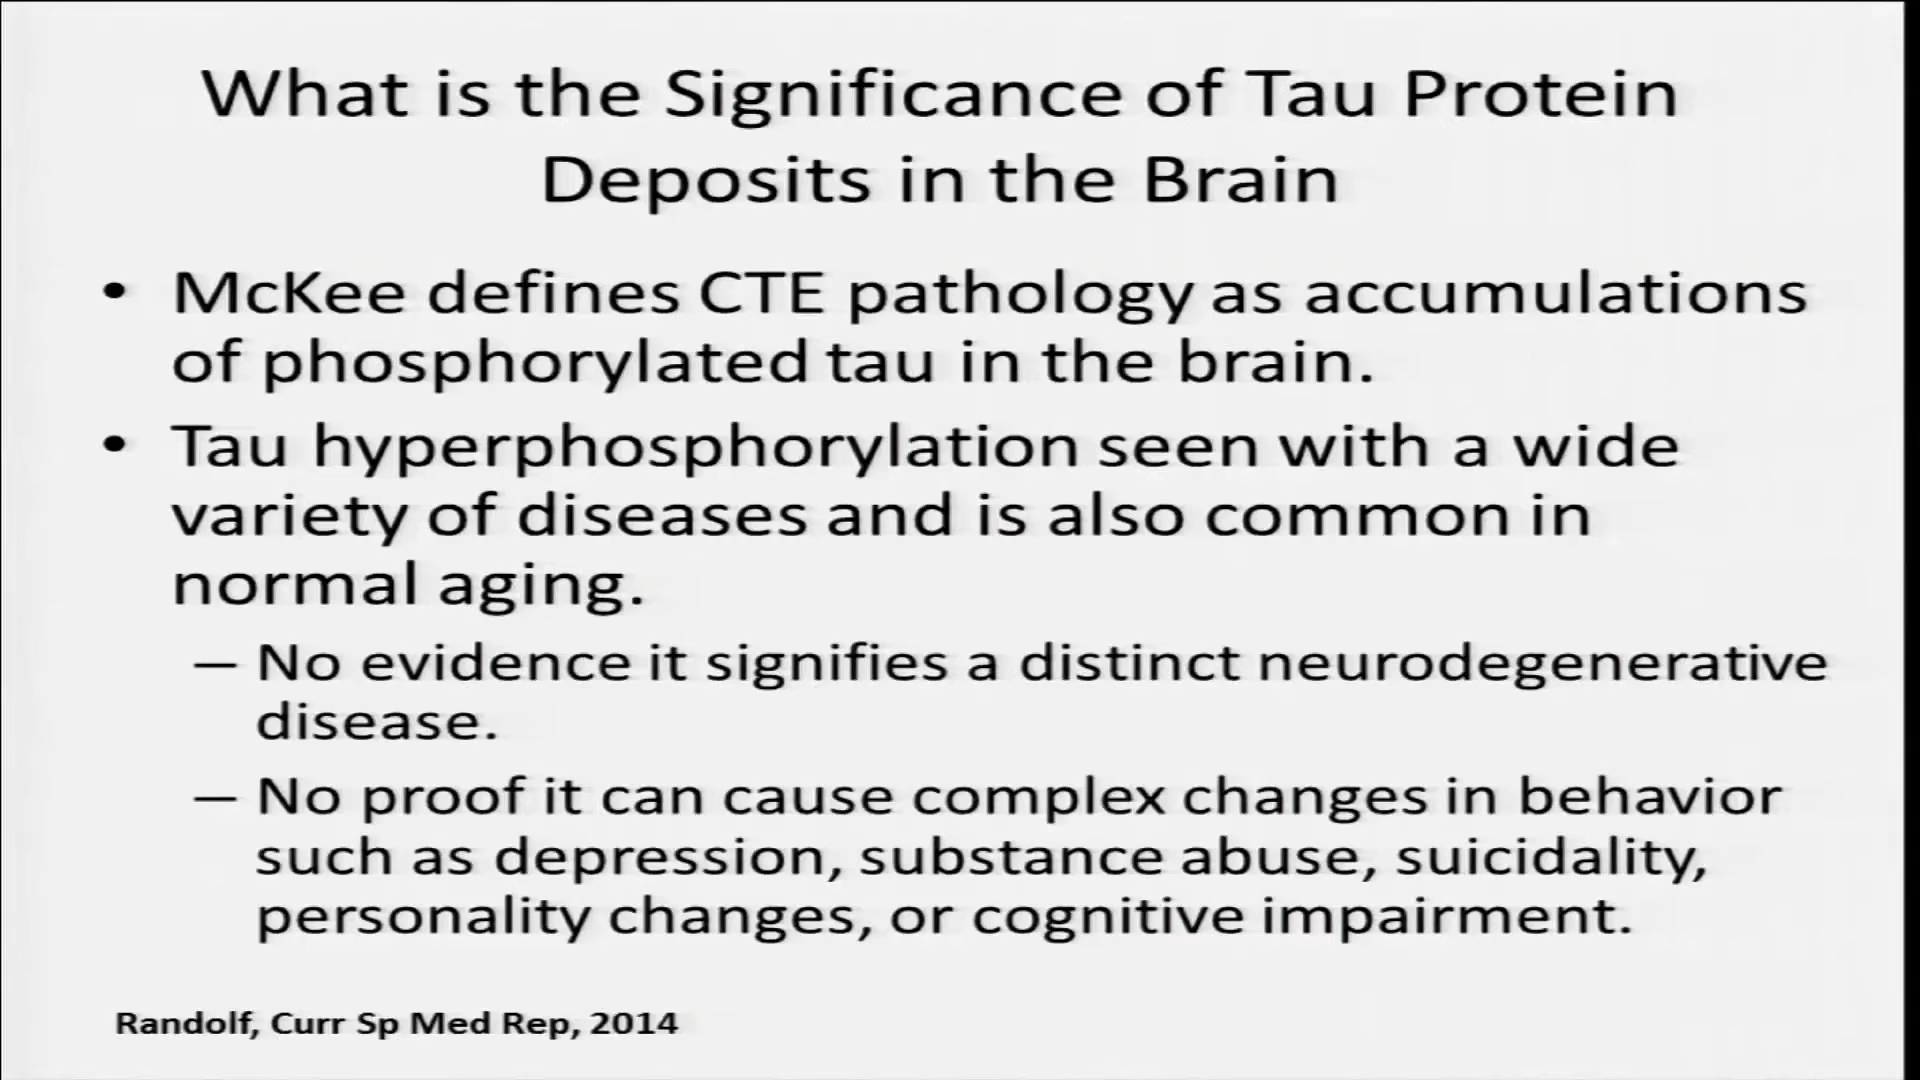 What is the Significance of Tau Protein
Deposits in the Brain
• McKee defines CTE pathology as accumulations
of phosphorylated tau in the brain.
• Tau hyperphosphorylation seen with a wide
variety of diseases and is also common in
normal aging.
– No evidence it signifies a distinct neurodegenerative
disease.
– No proof it can cause complex changes in behavior
such as depression, substance abuse, suicidality,
personality changes, or cognitive impairment.
Randolf, Curr Sp Med Rep, 2014